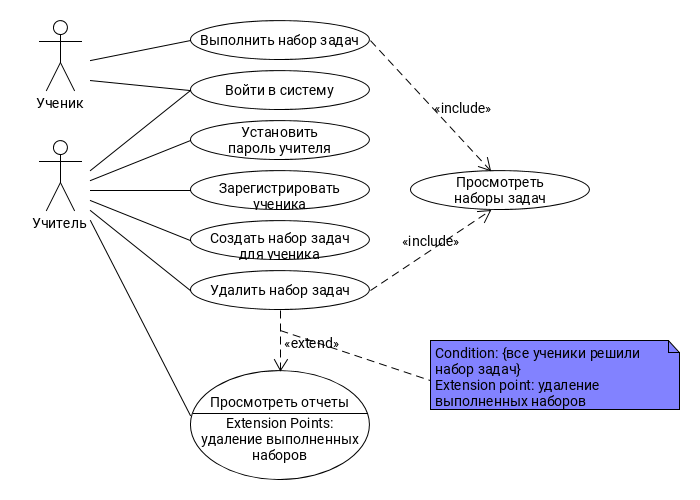 Выполнить набор задач
Ученик
Войти в систему
«include»
Установить
пароль учителя
Просмотреть
наборы задач
Зарегистрировать
ученика
Учитель
Создать набор задач
для ученика
«include»
Удалить набор задач
«extend»
Condition: {все ученики решили
набор задач}
Extension point: удаление
выполненных наборов
Просмотреть отчеты
Extension Points:
удаление выполненных
наборов